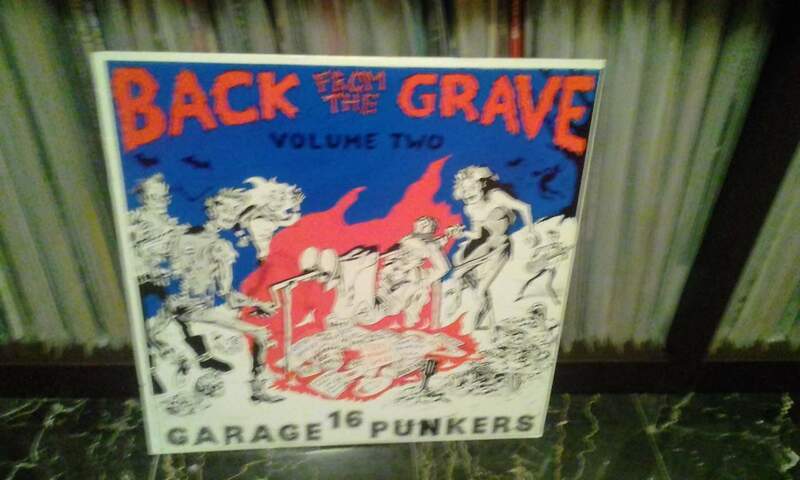 BACK FROM THE GRAVE
VOLUME TWO
GARAGE 16 PUNKERS